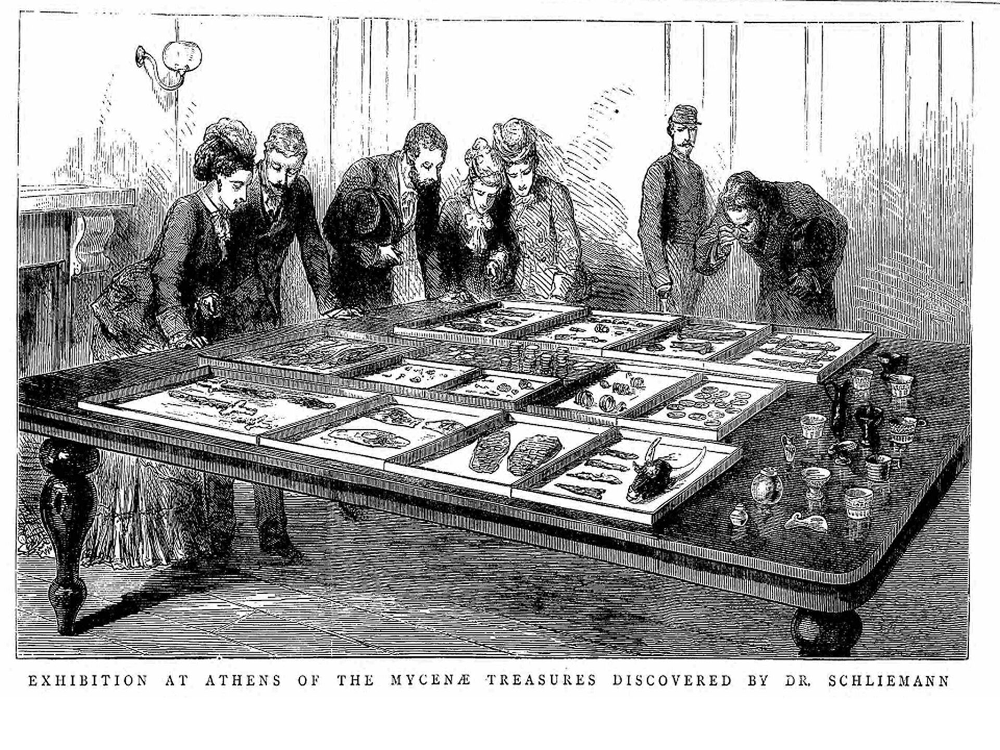 EXHIBITION AT ATHENS OF THE MYCENÆ TREASURES DISCOVERED BY DR. SCHLIEMANN